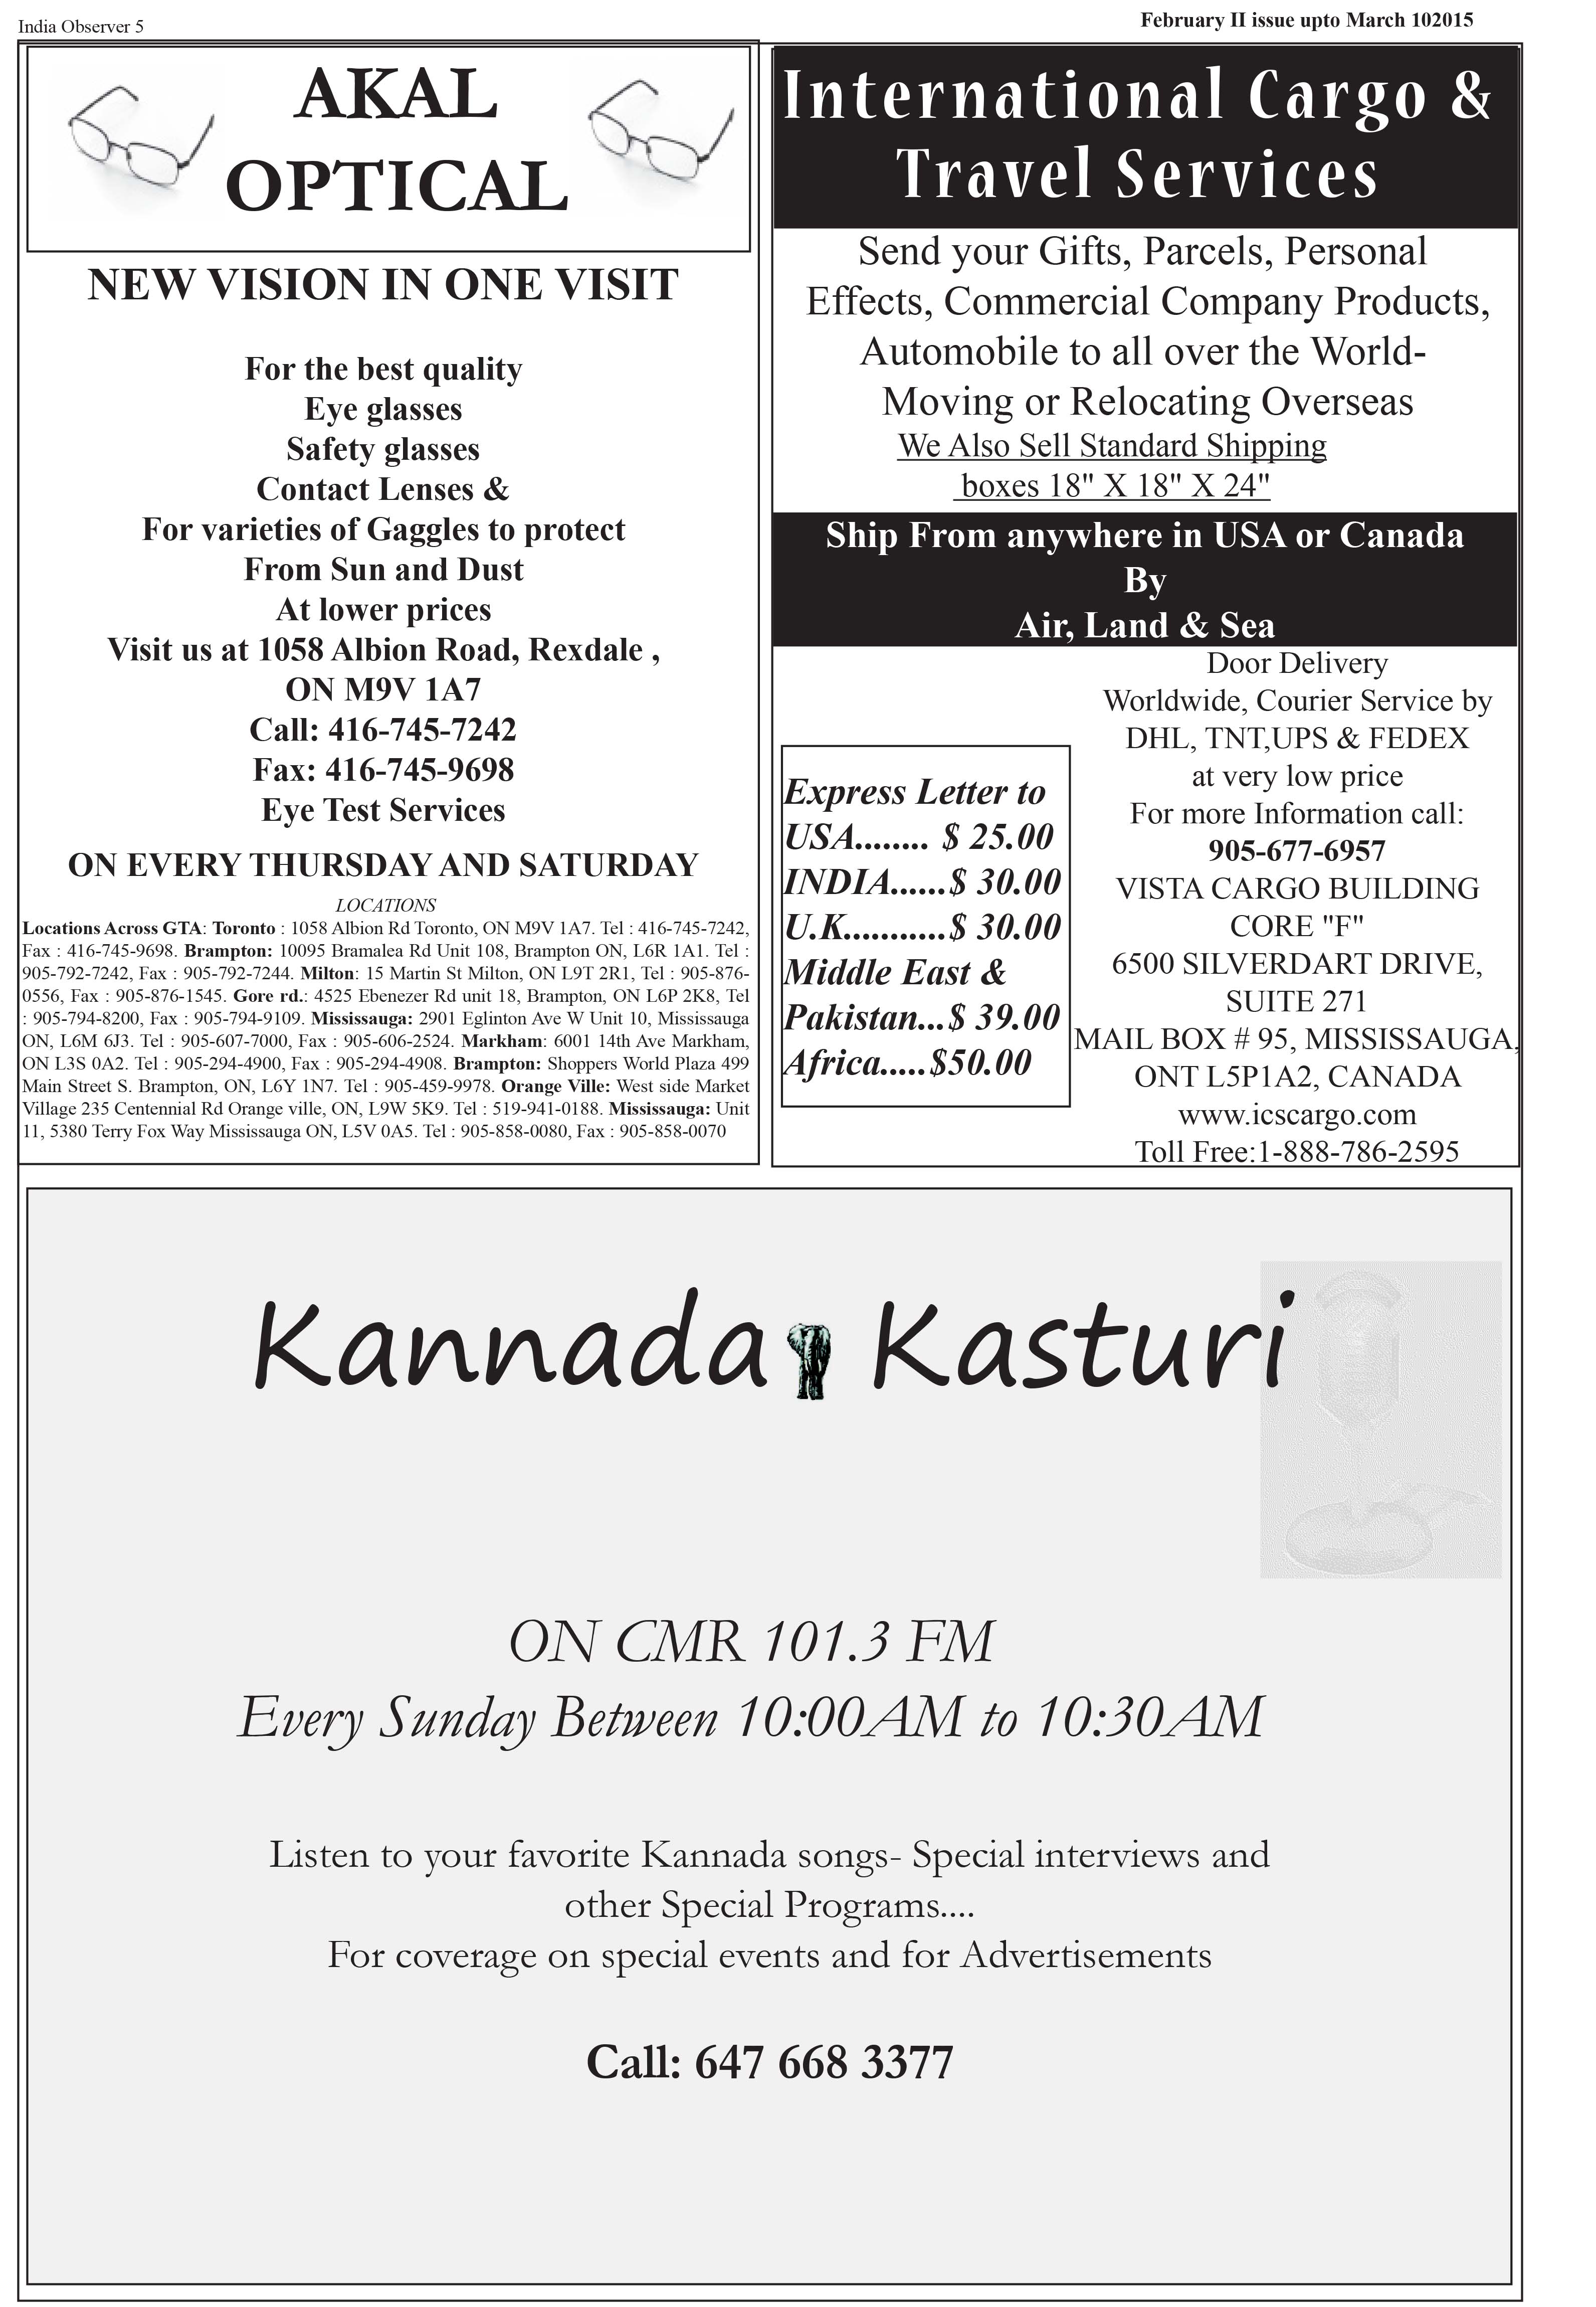 India Observer 5
February II issue upto March 102015
AKAL
OPTICAL
NEW VISION IN ONE VISIT
For the best quality
Eye glasses
Safety glasses
Contact Lenses &
For varieties of Gaggles to protect
From Sun and Dust
At lower prices
Visit us at 1058 Albion Road, Rexdale ,
ON M9V 1A7
Call: 416-745-7242
Fax: 416-745-9698
Eye Test Services
ON EVERY THURSDAY AND SATURDAY
LOCATIONS
Locations Across GTA: Toronto : 1058 Albion Rd Toronto, ON M9V 1A7. Tel : 416-745-7242,
Fax : 416-745-9698. Brampton: 10095 Bramalea Rd Unit 108, Brampton ON, L6R 1A1. Tel :
905-792-7242, Fax : 905-792-7244. Milton: 15 Martin St Milton, ON L9T 2R1, Tel : 905-876-
0556, Fax : 905-876-1545. Gore rd.: 4525 Ebenezer Rd unit 18, Brampton, ON L6P 2K8, Tel
: 905-794-8200, Fax : 905-794-9109. Mississauga: 2901 Eglinton Ave W Unit 10, Mississauga
ON, L6M 6J3. Tel : 905-607-7000, Fax : 905-606-2524. Markham: 6001 14th Ave Markham,
ON L3S 0A2. Tel : 905-294-4900, Fax : 905-294-4908. Brampton: Shoppers World Plaza 499
Main Street S. Brampton, ON, L6Y 1N7. Tel : 905-459-9978. Orange Ville: West side Market
Village 235 Centennial Rd Orange ville, ON, L9W 5K9. Tel : 519-941-0188. Mississauga: Unit
11, 5380 Terry Fox Way Mississauga ON, L5V 0A5. Tel : 905-858-0080, Fax : 905-858-0070
International Cargo &
Travel Services
Send your Gifts, Parcels, Personal
Effects, Commercial Company Products,
Automobile to all over the World-
Moving or Relocating Overseas
We Also Sell Standard Shipping
boxes 18" X 18" X 24"
Ship From anywhere in USA or Canada
By
Air, Land & Sea
Express Letter to
USA........ $ 25.00
INDIA......$ 30.00
U.K...........$ 30.00
Middle East &
Pakistan...$ 39.00
Africa.....$50.00
Door Delivery
Worldwide, Courier Service by
DHL, TNT,UPS & FEDEX
at very low price
For more Information call:
905-677-6957
VISTA CARGO BUILDING
CORE "F"
6500 SILVERDART DRIVE,
SUITE 271
MAIL BOX # 95, MISSISSAUGA,
ONT L5P1A2, CANADA
www.icscargo.com
Toll Free:1-888-786-2595
Kannada Kasturi
ON CMR 101.3 FM
Every Sunday Between 10:00AM to 10:30AM
Listen to your favorite Kannada songs- Special interviews and
other Special Programs....
For coverage on special events and for Advertisements
Call: 647 668 3377